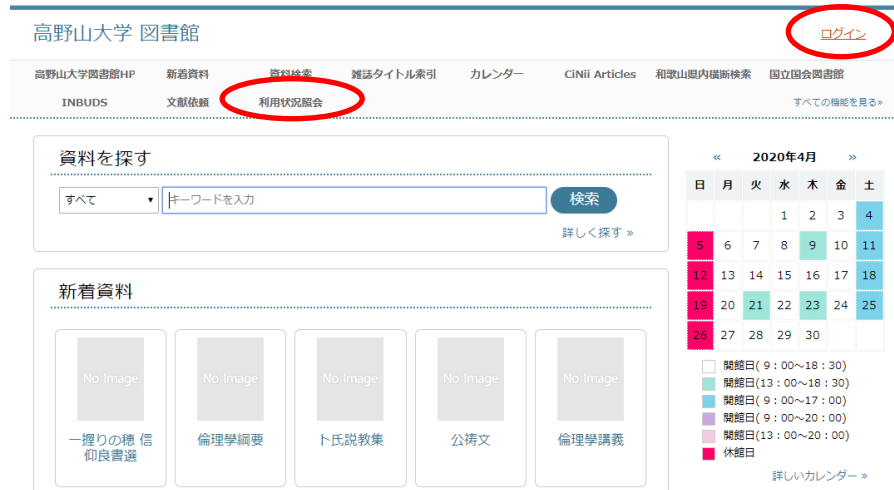 高野山大学 図書館
ログイン
高野山大学図書館HP 新着資料 資料検索 雑誌タイトル索引 カレンダー CiNii Articles 和歌山県内横断検索 国立国会図書館
INBUDS 文献依頼 利用状況照会 すべての機能を見る»
資料を探す
すべて ▼ キーワードを入力 検索
詳しく探す »
新着資料
No Image No Image No Image No Image No Image
一握りの穂 信 倫理學綱要 卜氏説教集 公祷文 倫理學講義
仰良書選
« 2020年4月 »
日 月 火 水 木 金 土
1 2 3 4
5 6 7 8 9 10 11
12 13 14 15 16 17 18
19 20 21 22 23 24 25
26 27 28 29 30
開館日( 9：00～18：30)
開館日(13：00～18：30)
開館日( 9：00～17：00)
開館日( 9：00～20：00)
開館日(13：00～20：00)
休館日
詳しいカレンダー »